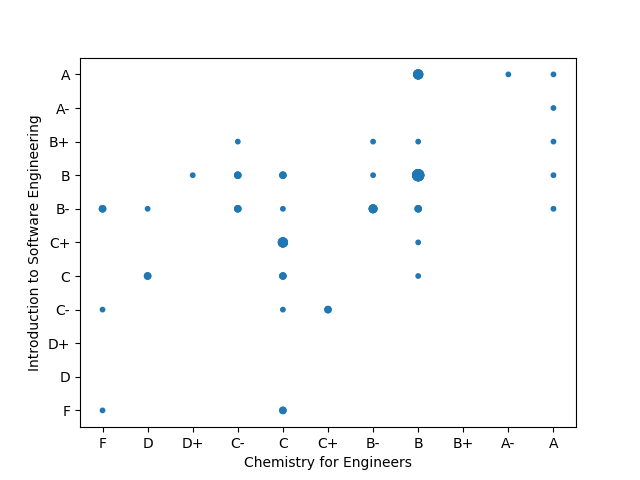 Introduction to Software Engineering
A
A-
B+
B
B-
C+
C
C-
D+
D
F
F D D+ C- C C+ B- B B+ A- A
Chemistry for Engineers